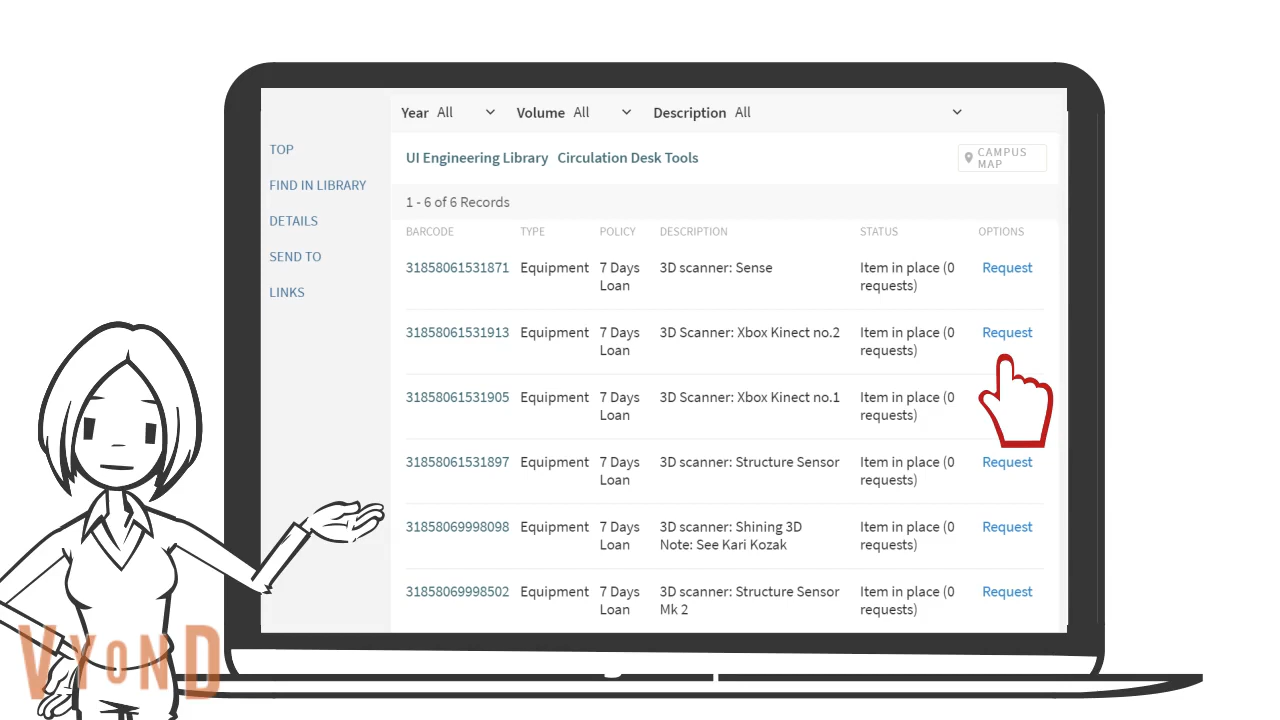 Year All Volume All Description All
TOP
FIND IN LIBRARY
DETAILS
SEND TO
LINKS
UI Engineering Library Circulation Desk Tools
CAMPUS
MAP
1 - 6 of 6 Records
BARCODE TYPE POLICY DESCRIPTION STATUS OPTIONS
31858061531871 Equipment 7 Days 3D scanner: Sense Item in place (0 Request
Loan requests)
31858061531913 Equipment 7 Days 3D Scanner: Xbox Kinect no.2 Item in place (0 Request
Loan requests)
31858061531905 Equipment 7 Days 3D Scanner: Xbox Kinect no.1 Item in place (0
Loan requests)
31858061531897 Equipment 7 Days 3D scanner: Structure Sensor Item in place (0 Request
Loan requests)
31858069998098 Equipment 7 Days 3D scanner: Shining 3D Item in place (0 Request
Loan Note: See Kari Kozak requests)
31858069998502 Equipment 7 Days 3D scanner: Structure Sensor Item in place (0 Request
Loan Mk 2 requests)
VYOND